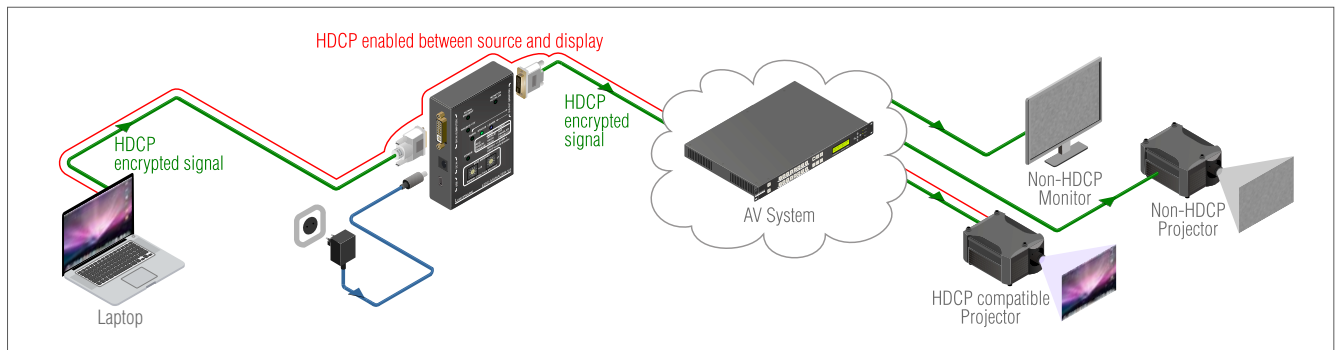 HDCP enabled between source and display
HDCP
encrypted signal
HDCP
encrypted
signal
Laptop
AV System
Non-HDCP
Monitor
Non-HDCP
Projector
HDCP compatible
Projector